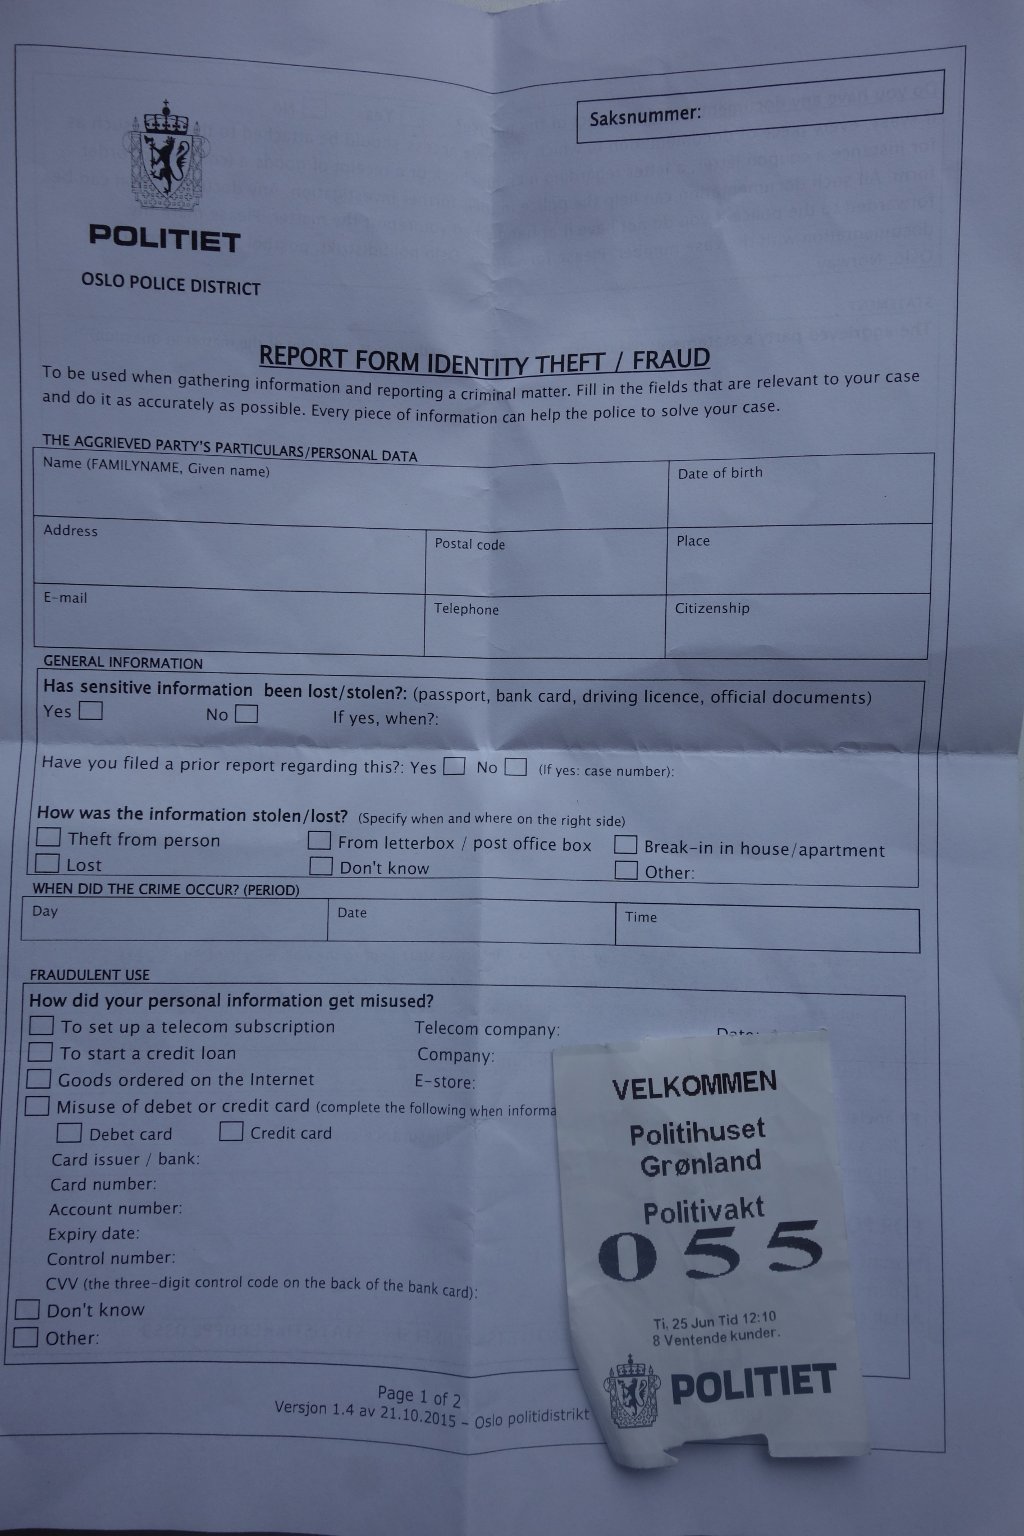 Saksnummer:
POLITIET
OSLO POLICE DISTRICT
REPORT FORM IDENTITY THEFT / FRAUD
To be used when gathering information and reporting a criminal matter. Fill in the fields that are relevant to your case
and do it as accurately as possible. Every piece of information can help the police to solve your case.
THE AGGRIEVED PARTY'S PARTICULARS/PERSONAL DATA
Name (FAMILYNAME, Given name)
Date of birth
Address
Postal code
Place
E-mail
Telephone
Citizenship
GENERAL INFORMATION
Has sensitive information been lost/stolen?: (passport, bank card, driving licence, official documents)
Yes No If yes, when?:
Have you filed a prior report regarding this?: Yes No (If yes: case number):
How was the information stolen/lost? (Specify when and where on the right side)
Theft from person From letterbox / post office box Break-in in house/apartment
Lost Don't know Other:
WHEN DID THE CRIME OCCUR? (PERIOD)
Day Date Time
FRAUDULENT USE
How did your personal information get misused?
To set up a telecom subscription Telecom company: Date:
To start a credit loan Company:
Goods ordered on the Internet E-store:
Misuse of debet or credit card (complete the following when informa
Debet card Credit card
Card issuer / bank:
Card number:
Account number:
Expiry date:
Control number:
CVV (the three-digit control code on the back of the bank card):
Don't know
Other:
Page 1 of 2
Versjon 1.4 av 21.10.2015 – Oslo politidistrikt
VELKOMMEN
Politihuset
Grønland
Politivakt
055
Ti, 25 Jun Tid 12:10
8 Ventende kunder.
POLITIET